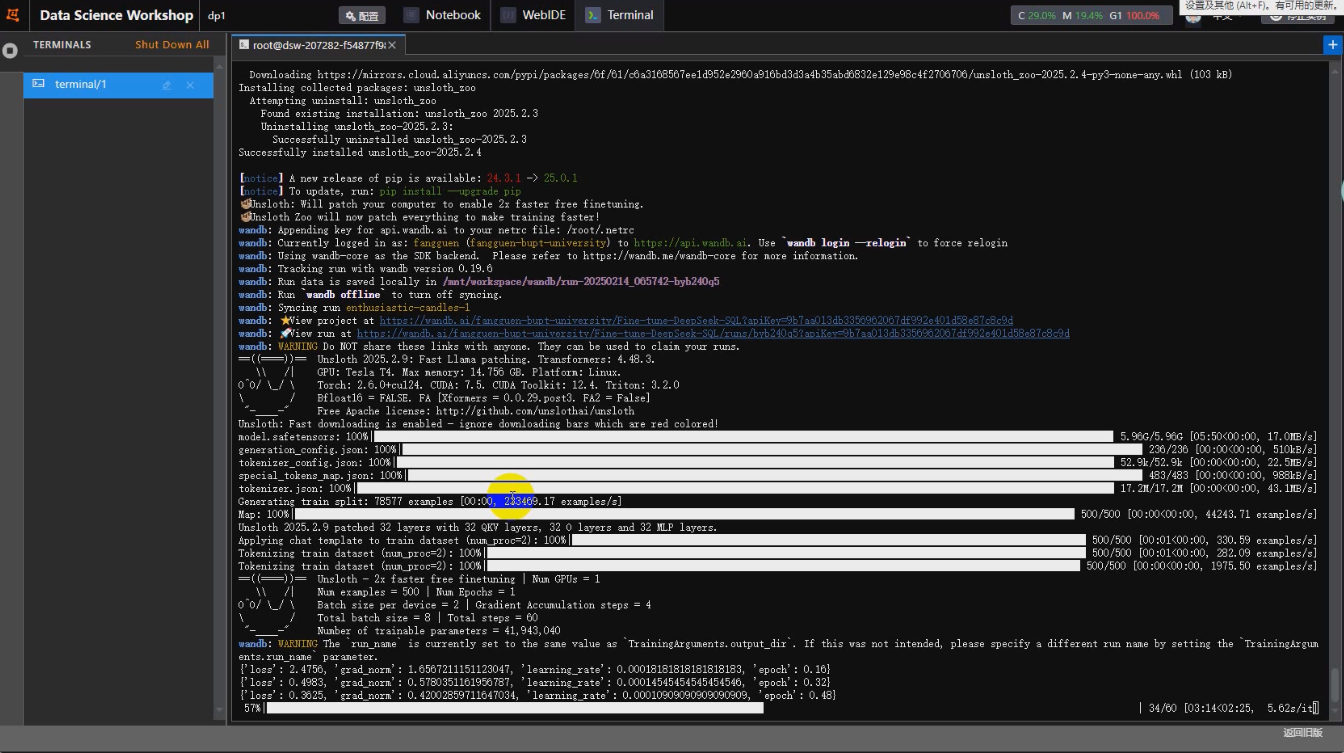 设置及其他 (Alt+F)。有可用的更新。
Data Science Workshop dp1 配置 Notebook WebIDE Terminal C 29.0% M 19.4% G1 100.0% 中文 停止实例
TERMINALS Shut Down All
root@dsw-207282-f54877f9
terminal/1
Downloading https://mirrors.cloud.aliyuncs.com/pypi/packages/6f/61/c6a3168567ee1d952e2960a916bd3d3a4b35abd6832e129e98c4f2706706/unsloth_zoo-2025.2.4-py3-none-any.whl (103 kB)
Installing collected packages: unsloth_zoo
Attempting uninstall: unsloth_zoo
Found existing installation: unsloth_zoo 2025.2.3
Uninstalling unsloth_zoo-2025.2.3:
Successfully uninstalled unsloth_zoo-2025.2.3
Successfully installed unsloth_zoo-2025.2.4
[notice] A new release of pip is available: 24.3.1 -> 25.0.1
[notice] To update, run: pip install --upgrade pip
🦥Unsloth: Will patch your computer to enable 2x faster free finetuning.
🦥Unsloth Zoo will now patch everything to make training faster!
wandb: Appending key for api.wandb.ai to your netrc file: /root/.netrc
wandb: Currently logged in as: fangguen (fangguen-bupt-university) to https://api.wandb.ai. Use `wandb login --relogin` to force relogin
wandb: Using wandb-core as the SDK backend.  Please refer to https://wandb.me/wandb-core for more information.
wandb: Tracking run with wandb version 0.19.6
wandb: Run data is saved locally in /mnt/workspace/wandb/run-20250214_065742-byb240q5
wandb: Run `wandb offline` to turn off syncing.
wandb: Syncing run enthusiastic-candles-1
wandb: ⭐View project at https://wandb.ai/fangguen-bupt-university/Fine-tune-DeepSeek-SQL?apiKey=9b7aa013db3356962067df992e401d58e87c8c9d
wandb: 🚀View run at https://wandb.ai/fangguen-bupt-university/Fine-tune-DeepSeek-SQL/runs/byb240q5?apiKey=9b7aa013db3356962067df992e401d58e87c8c9d
wandb: WARNING Do NOT share these links with anyone. They can be used to claim your runs.
==((====))==  Unsloth 2025.2.9: Fast Llama patching. Transformers: 4.48.3.
\\   /|    GPU: Tesla T4. Max memory: 14.756 GB. Platform: Linux.
O^O/ \_/ \    Torch: 2.6.0+cu124. CUDA: 7.5. CUDA Toolkit: 12.4. Triton: 3.2.0
\        /    Bfloat16 = FALSE. FA [Xformers = 0.0.29.post3. FA2 = False]
"-____-"     Free Apache license: http://github.com/unslothai/unsloth
Unsloth: Fast downloading is enabled - ignore downloading bars which are red colored!
model.safetensors: 100%| 5.96G/5.96G [05:50<00:00, 17.0MB/s]
generation_config.json: 100%| 236/236 [00:00<00:00, 510kB/s]
tokenizer_config.json: 100%| 52.9k/52.9k [00:00<00:00, 22.5MB/s]
special_tokens_map.json: 100%| 483/483 [00:00<00:00, 988kB/s]
tokenizer.json: 100%| 17.2M/17.2M [00:00<00:00, 43.1MB/s]
Generating train split: 78577 examples [00:00, 233469.17 examples/s]
Map: 100%| 500/500 [00:00<00:00, 44243.71 examples/s]
Unsloth 2025.2.9 patched 32 layers with 32 QKV layers, 32 O layers and 32 MLP layers.
Applying chat template to train dataset (num_proc=2): 100%| 500/500 [00:01<00:00, 330.59 examples/s]
Tokenizing train dataset (num_proc=2): 100%| 500/500 [00:01<00:00, 282.09 examples/s]
Tokenizing train dataset (num_proc=2): 100%| 500/500 [00:00<00:00, 1975.50 examples/s]
==((====))==  Unsloth - 2x faster free finetuning | Num GPUs = 1
\\   /|    Num examples = 500 | Num Epochs = 1
O^O/ \_/ \    Batch size per device = 2 | Gradient Accumulation steps = 4
\        /    Total batch size = 8 | Total steps = 60
"-____-"     Number of trainable parameters = 41,943,040
wandb: WARNING The `run_name` is currently set to the same value as `TrainingArguments.output_dir`. If this was not intended, please specify a different run name by setting the `TrainingArgum
ents.run_name` parameter.
{'loss': 2.4756, 'grad_norm': 1.6567211151123047, 'learning_rate': 0.00018181818181818183, 'epoch': 0.16}
{'loss': 0.4983, 'grad_norm': 0.5780351161956787, 'learning_rate': 0.00014545454545454546, 'epoch': 0.32}
{'loss': 0.3625, 'grad_norm': 0.42002859711647034, 'learning_rate': 0.00010909090909090909, 'epoch': 0.48}
57%| | 34/60 [03:14<02:25,  5.62s/it]
返回旧版